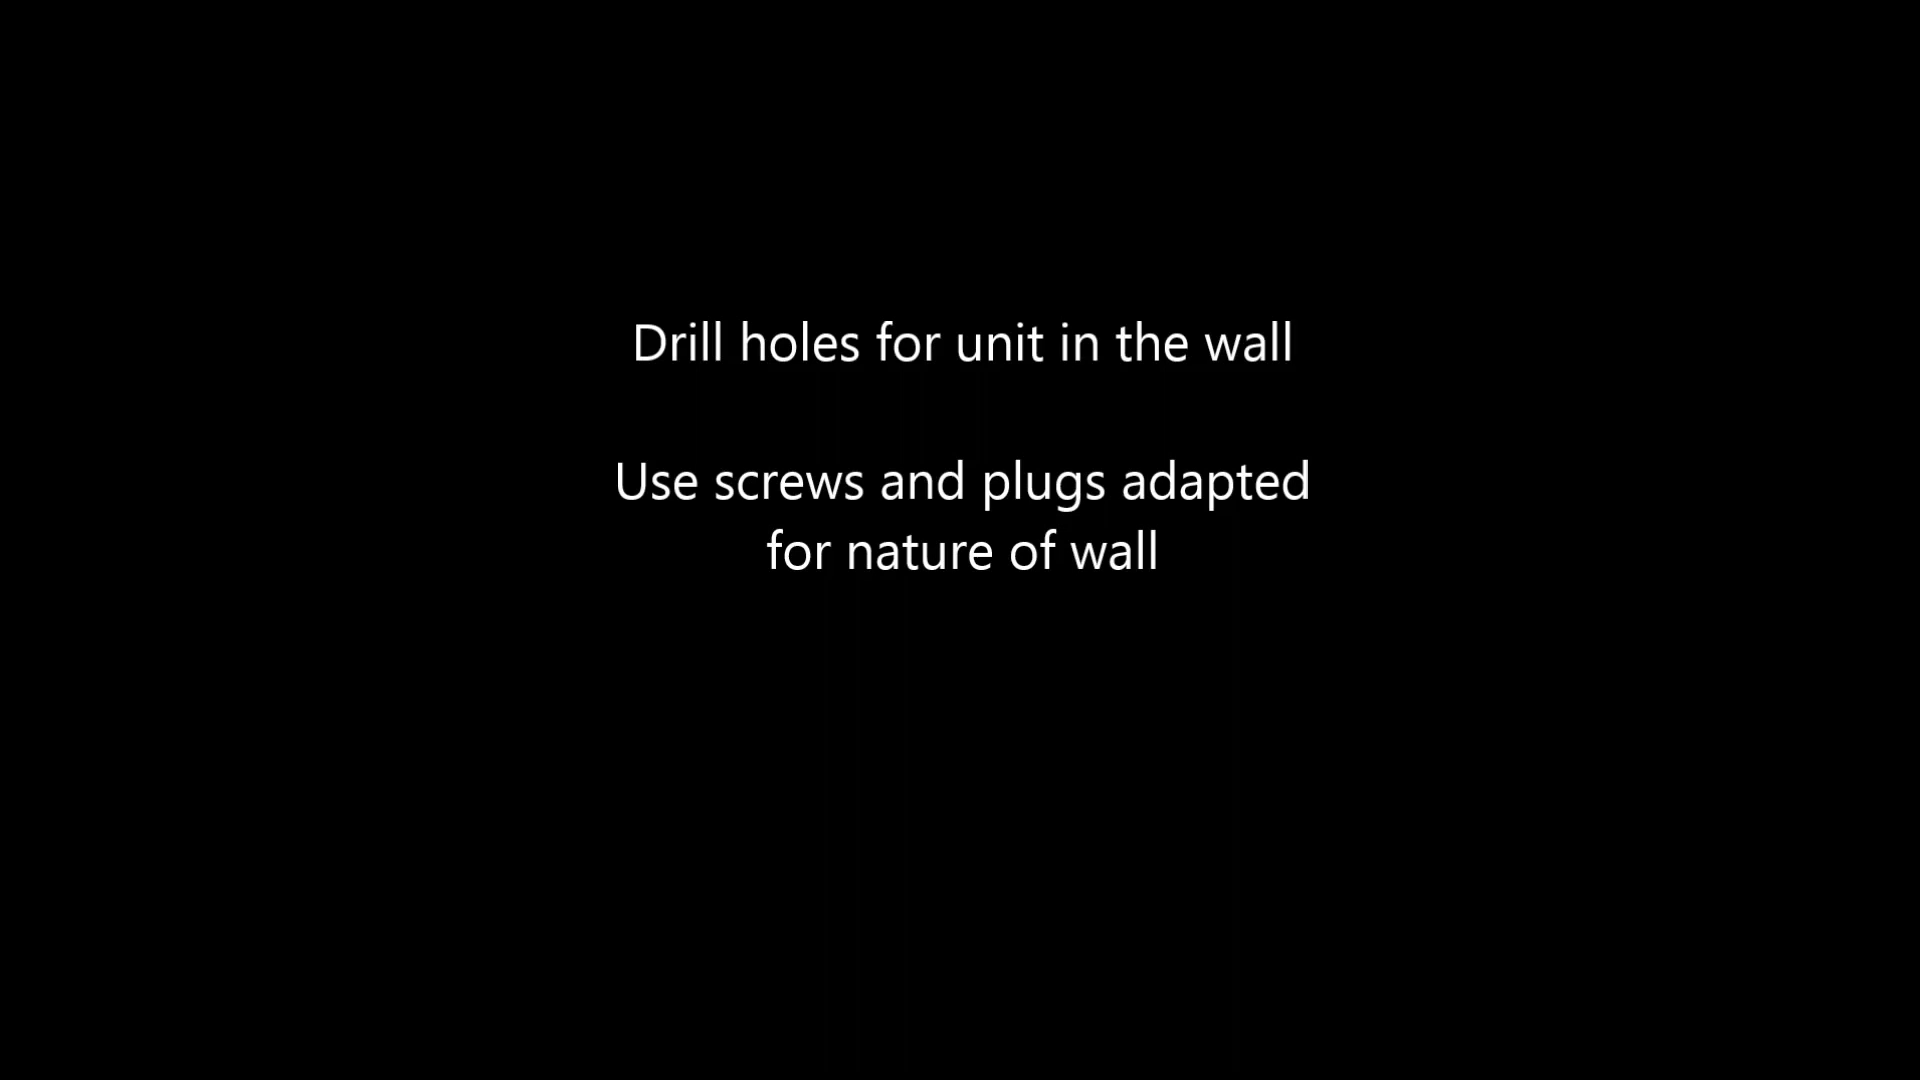 Drill holes for unit in the wall
Use screws and plugs adapted
for nature of wall